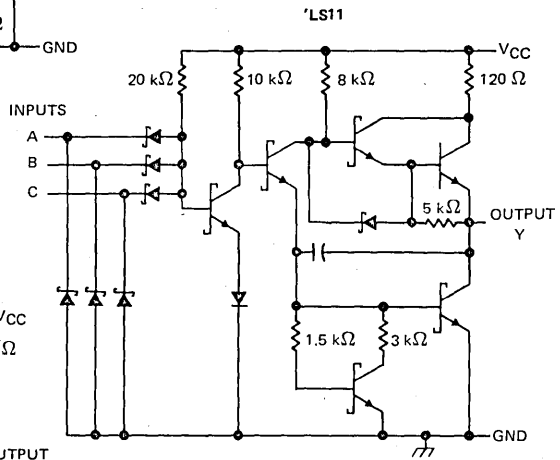 'LS11
Ω
GND
VCC
20 kΩ
10 kΩ
8 kΩ
120 Ω
INPUTS
A
B
C
5 kΩ
OUTPUT
Y
VCC
Ω
1.5 kΩ
3 kΩ
GND
UTPUT